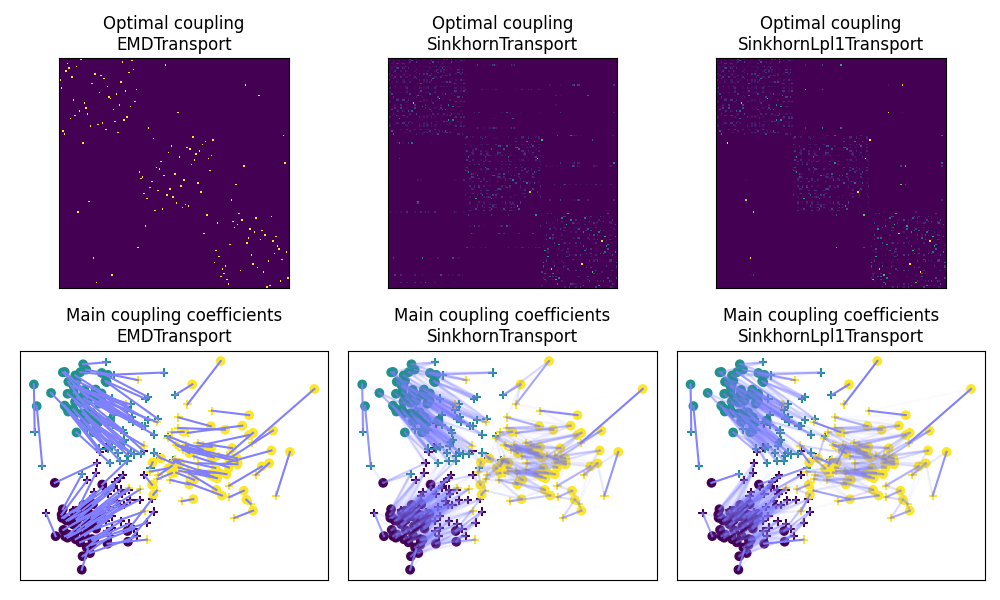 Optimal coupling
EMDTransport
Optimal coupling
SinkhornTransport
Optimal coupling
SinkhornLpl1Transport
Main coupling coefficients
EMDTransport
Main coupling coefficients
SinkhornTransport
Main coupling coefficients
SinkhornLpl1Transport